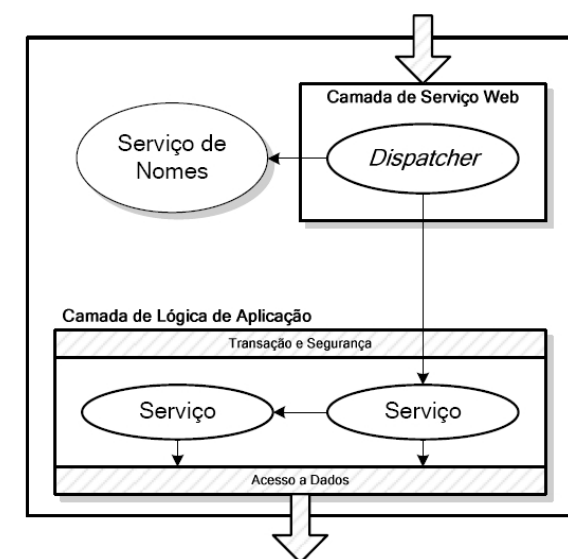 Camada de Serviço Web
Serviço de
Nomes
Dispatcher
Camada de Lógica de Aplicação
Transação e Segurança
Serviço
Serviço
Acesso a Dados